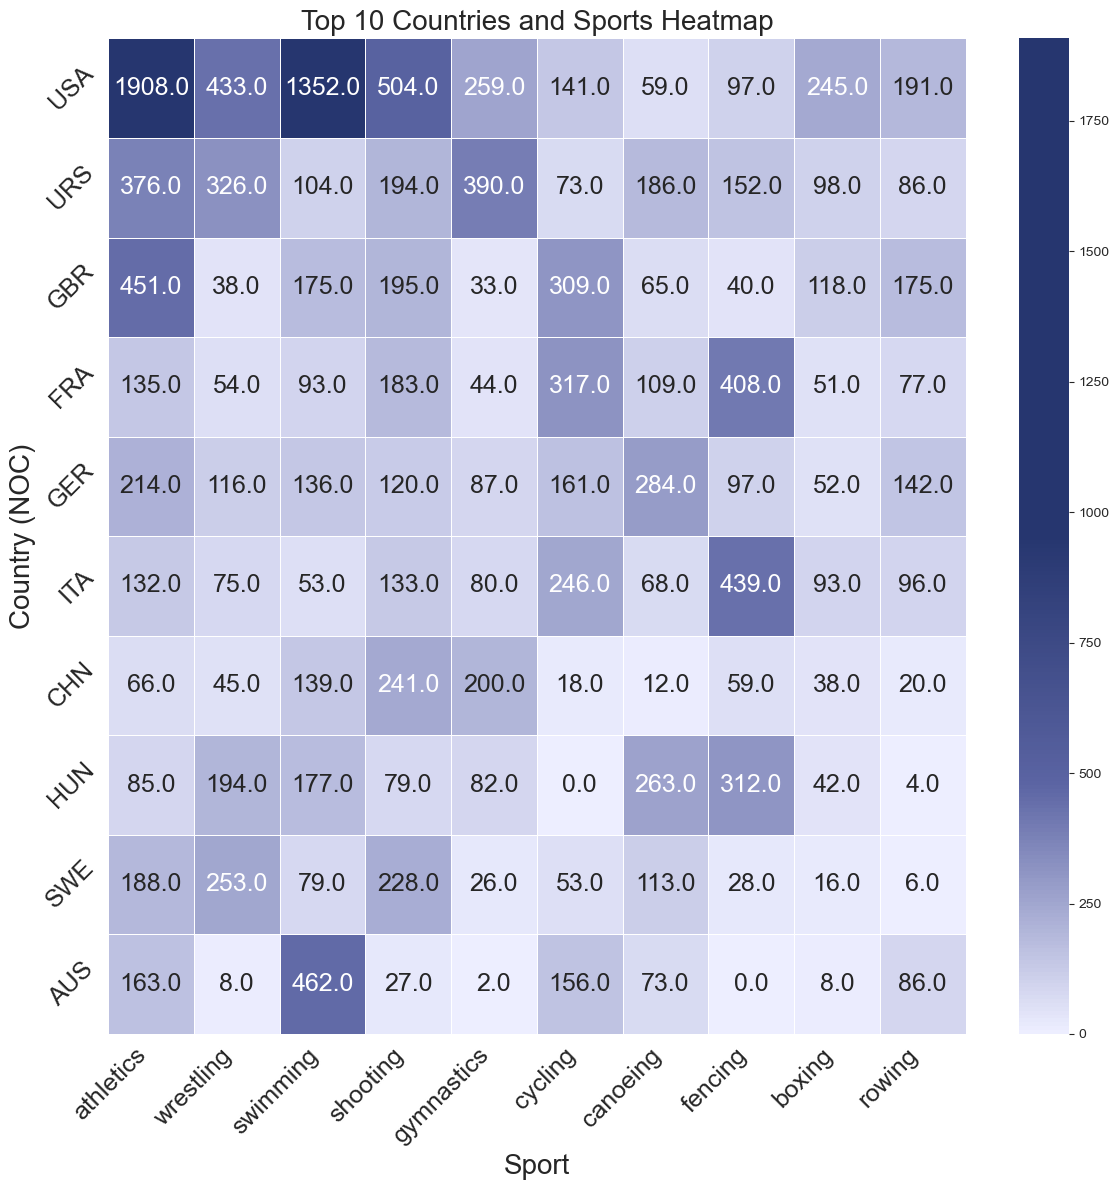 Top 10 Countries and Sports Heatmap
USA 1908.0 433.0 1352.0 504.0 259.0 141.0 59.0 97.0 245.0 191.0
URS 376.0 326.0 104.0 194.0 390.0 73.0 186.0 152.0 98.0 86.0
GBR 451.0 38.0 175.0 195.0 33.0 309.0 65.0 40.0 118.0 175.0
FRA 135.0 54.0 93.0 183.0 44.0 317.0 109.0 408.0 51.0 77.0
GER 214.0 116.0 136.0 120.0 87.0 161.0 284.0 97.0 52.0 142.0
ITA 132.0 75.0 53.0 133.0 80.0 246.0 68.0 439.0 93.0 96.0
CHN 66.0 45.0 139.0 241.0 200.0 18.0 12.0 59.0 38.0 20.0
HUN 85.0 194.0 177.0 79.0 82.0 0.0 263.0 312.0 42.0 4.0
SWE 188.0 253.0 79.0 228.0 26.0 53.0 113.0 28.0 16.0 6.0
AUS 163.0 8.0 462.0 27.0 2.0 156.0 73.0 0.0 8.0 86.0
athletics wrestling swimming shooting gymnastics cycling canoeing fencing boxing rowing
Sport
Country (NOC)
1750
1500
1250
1000
750
500
250
0